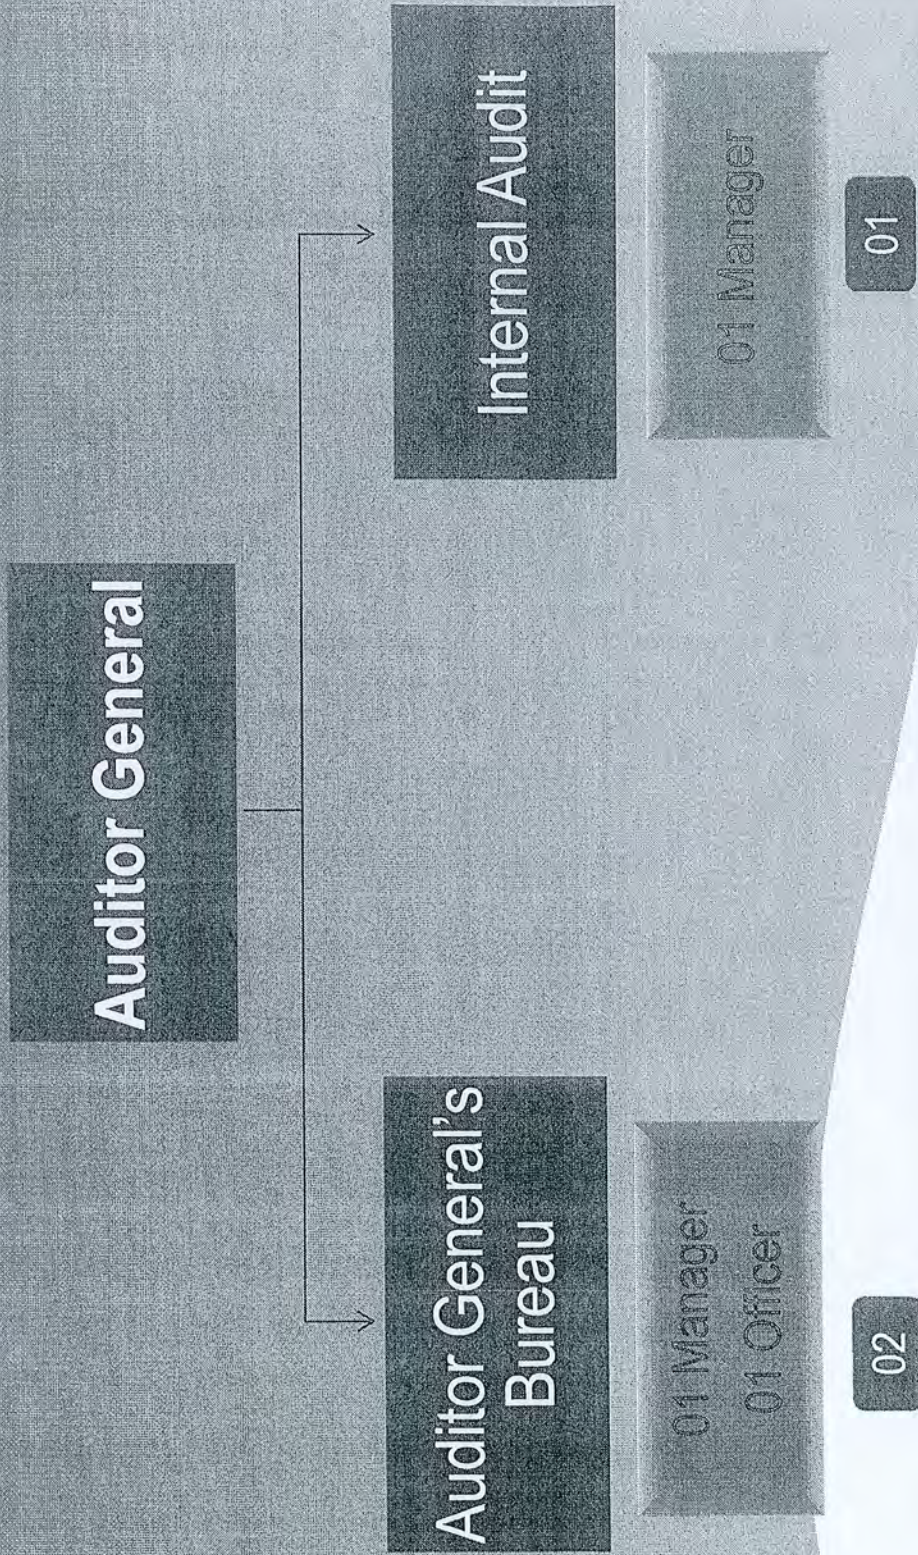 Auditor General
Auditor General's
Bureau
01 Manager
01 Officer
02
Internal Audit
01 Manager
01